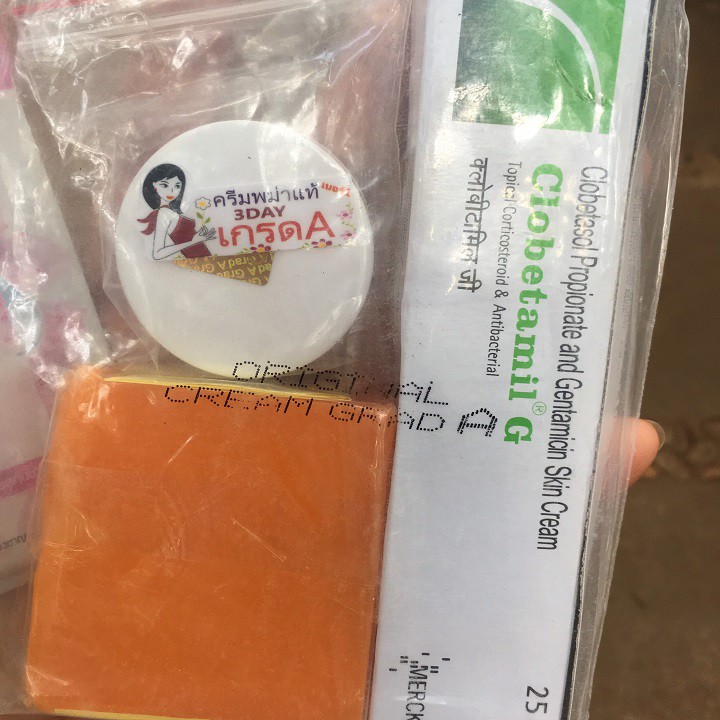 ครีมพม่าแท้
3DAY
เกรดA
ORIGINAL
CREAM GRAD A
Clobetasol Propionate and Gentamicin Skin Cream
Clobetamil® G
Topical Corticosteroid & Antibacterial
क्लोबीटामिल जी
MERCK
25